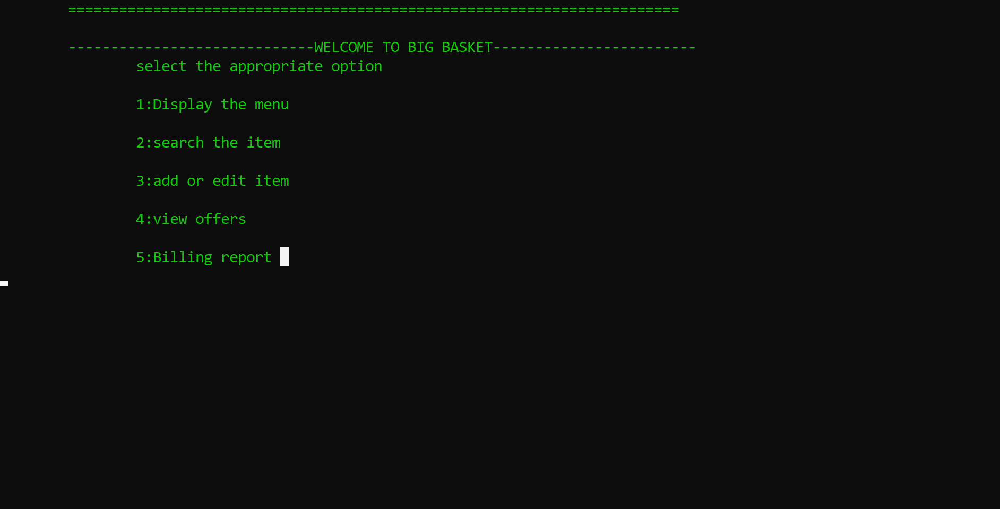 ========================================================================
-----------------------------WELCOME TO BIG BASKET------------------------
select the appropriate option
1:Display the menu
2:search the item
3:add or edit item
4:view offers
5:Billing report